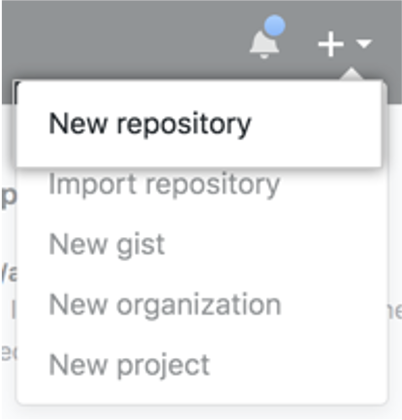 New repository
Import repository
New gist
New organization
New project